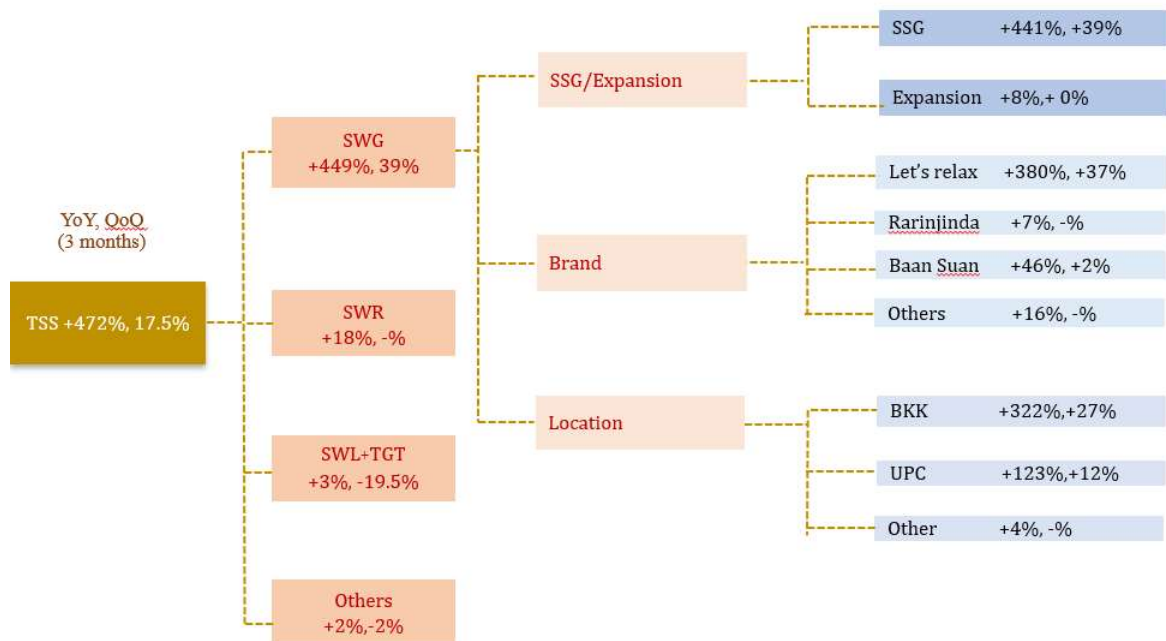 YoY, QoQ
(3 months)
TSS +472%, 17.5%
SWG
+449%, 39%
SWR
+18%, -%
SWL+TGT
+3%, -19.5%
Others
+2%,-2%
SSG/Expansion
Brand
Location
SSG +441%, +39%
Expansion +8%,+ 0%
Let's relax +380%, +37%
Rarinjinda +7%, -%
Baan Suan +46%, +2%
Others +16%, -%
BKK +322%,+27%
UPC +123%,+12%
Other +4%, -%